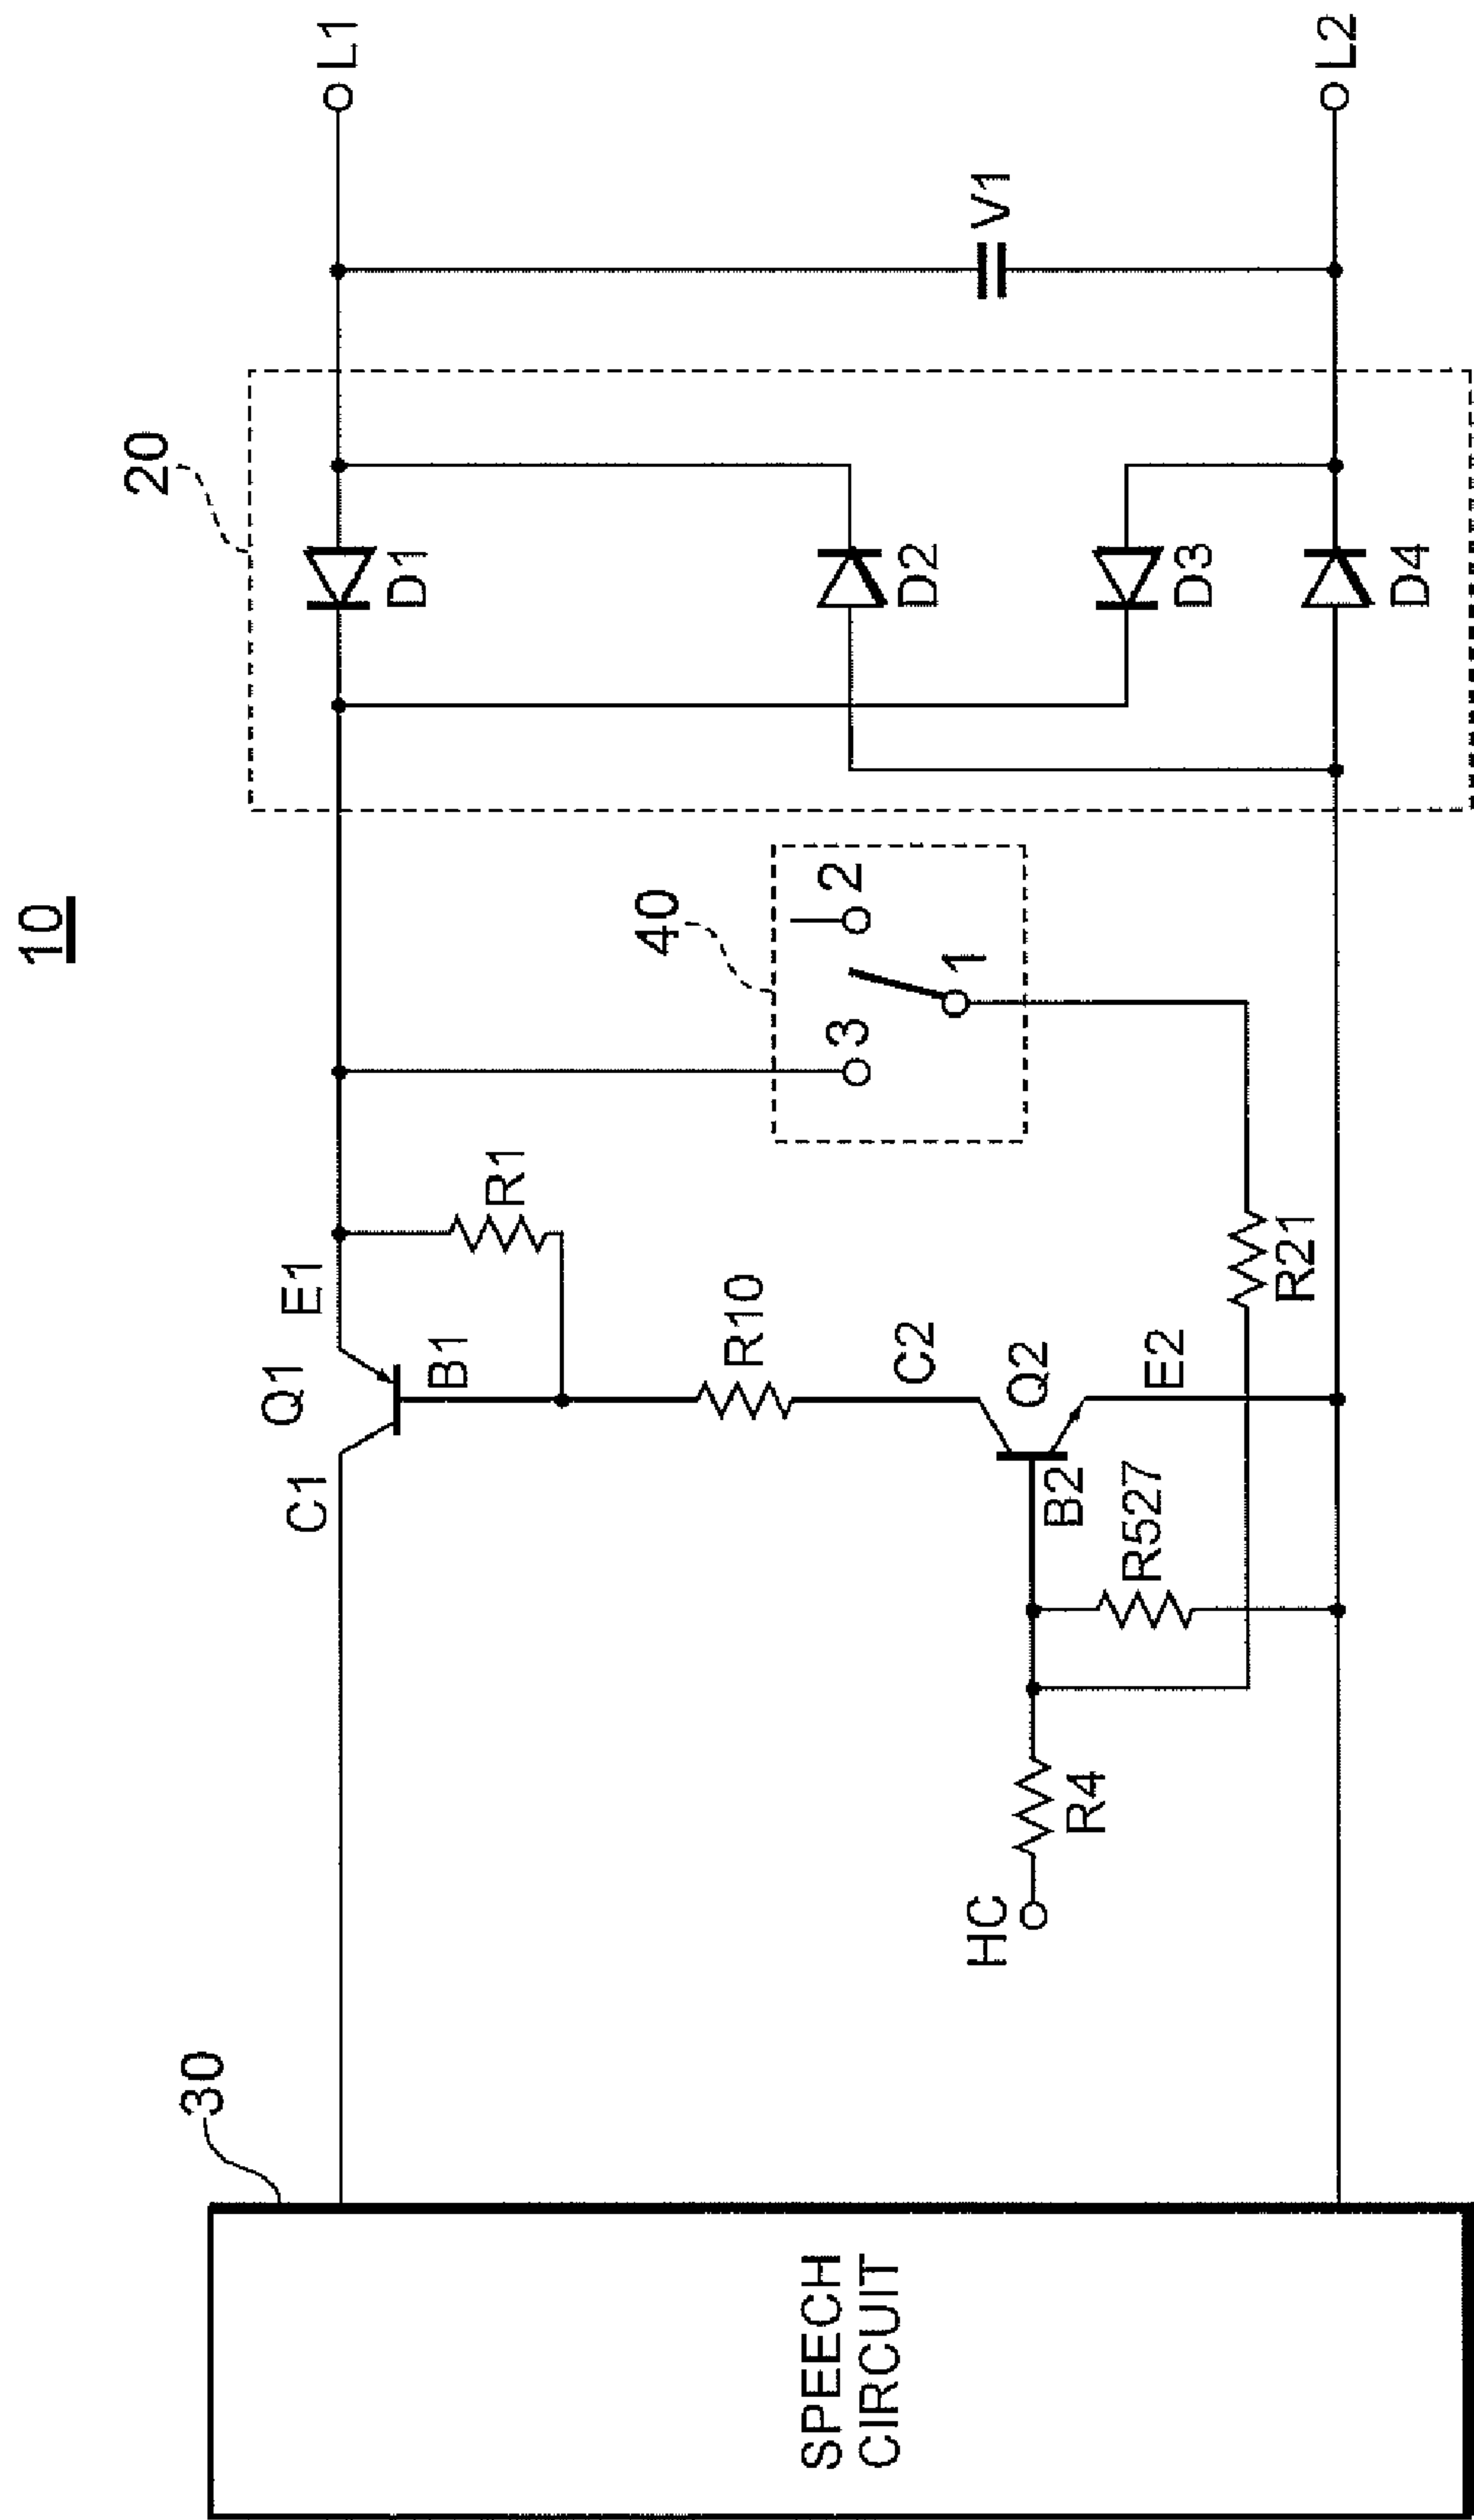 10
20
L1
D1
D2
D3
D4
V1
L2
40
3
2
1
Q1
E1
C1
B1
R1
R10
C2
Q2
B2
E2
R527
R21
HC
R4
30
SPEECH
CIRCUIT